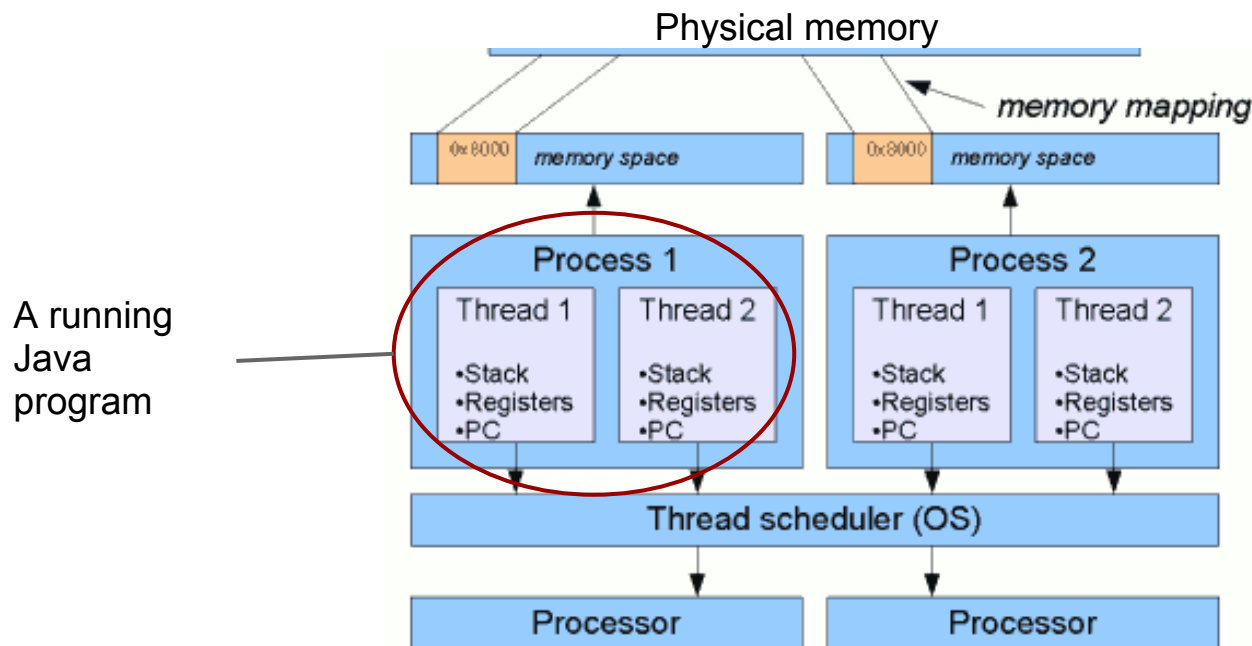 Physical memory
memory mapping
0x8000 memory space
0x8000 memory space
Process 1
Process 2
Thread 1
Thread 2
Thread 1
Thread 2
•Stack
•Registers
•PC
•Stack
•Registers
•PC
•Stack
•Registers
•PC
•Stack
•Registers
•PC
A running
Java
program
Thread scheduler (OS)
Processor
Processor